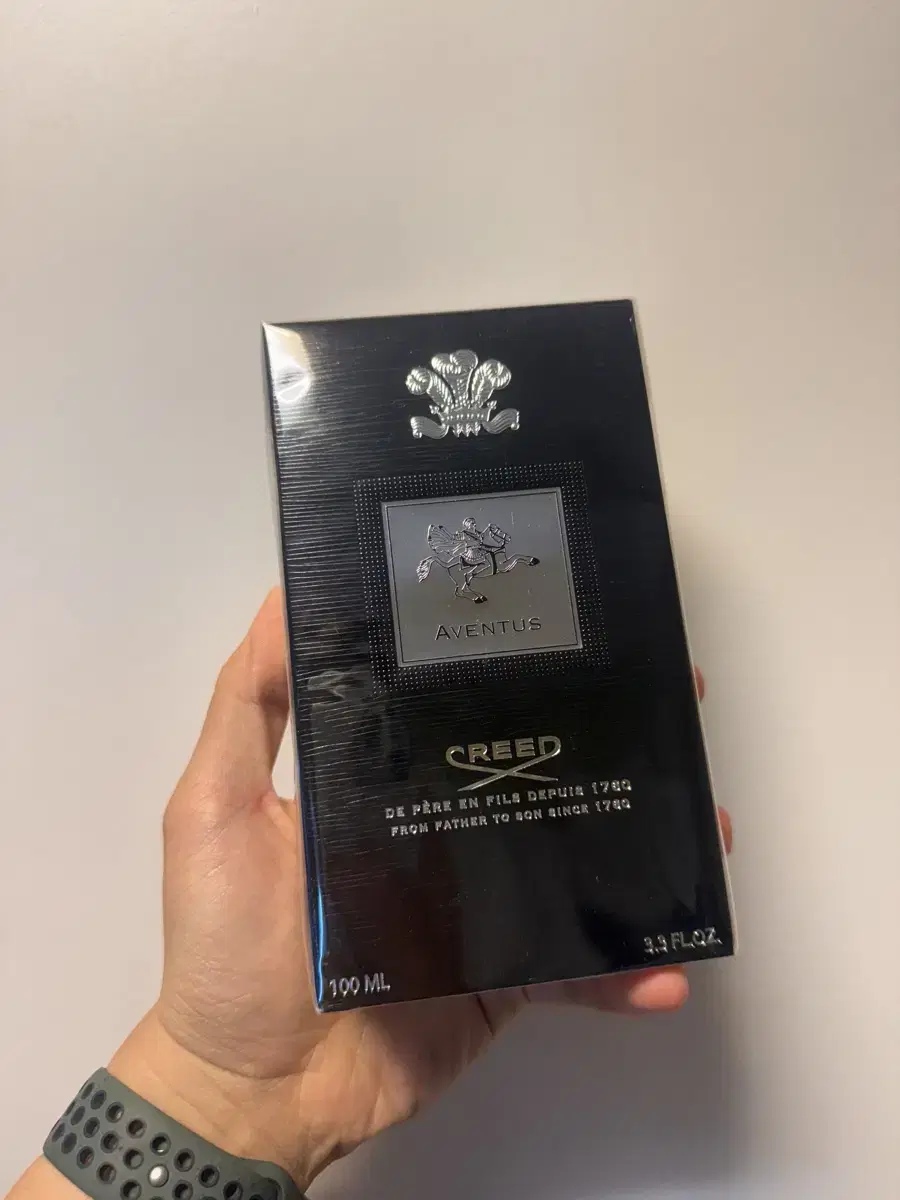 AVENTUS
CREED
DE PÈRE EN FILS DEPUIS 1760
FROM FATHER TO SON SINCE 1760
100 ML
3.3 FL.OZ.